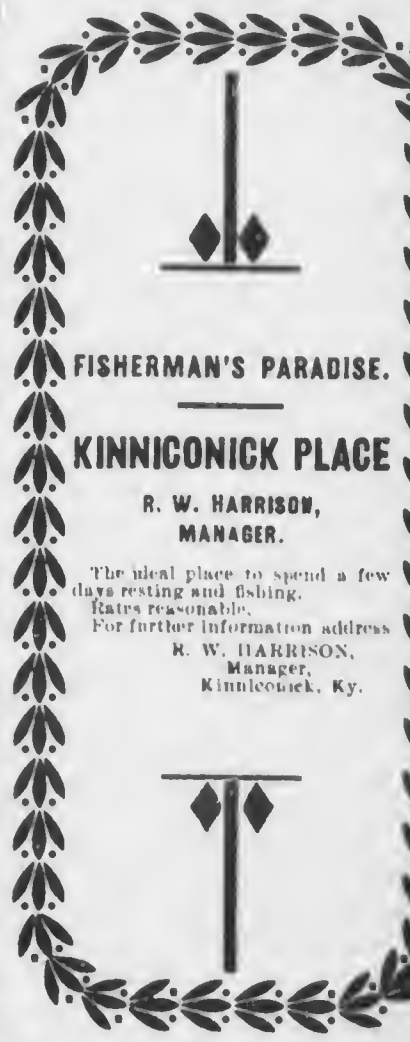 FISHERMAN'S PARADISE.
KINNICONICK PLACE
R. W. HARRISON,
MANAGER.
The ideal place to spend a few
days resting and fishing.
Rates reasonable.
For further information address
R. W. HARRISON,
Manager,
Kinniconick, Ky.